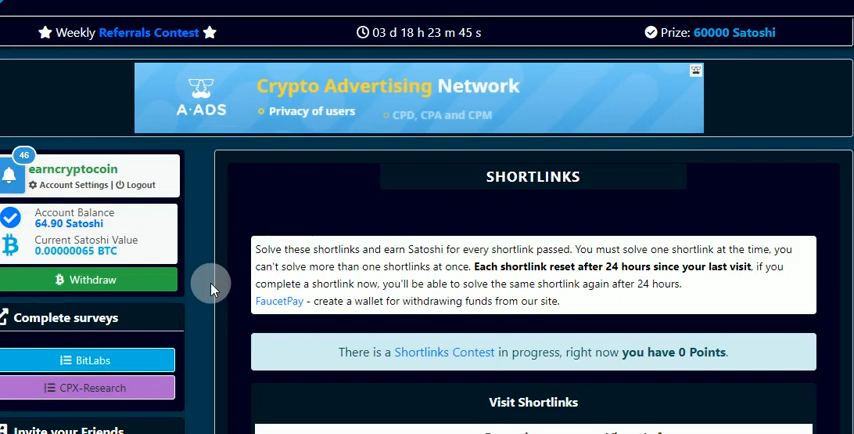 Weekly Referrals Contest
03 d 18 h 23 m 45 s
Prize: 60000 Satoshi
A-ADS
Crypto Advertising Network
Privacy of users
CPD, CPA and CPM
46
earncryptocoin
Account Settings | Logout
Account Balance
64.90 Satoshi
Current Satoshi Value
0.00000065 BTC
Withdraw
Complete surveys
BitLabs
CPX-Research
Invite your Friends
SHORTLINKS
Solve these shortlinks and earn Satoshi for every shortlink passed. You must solve one shortlink at the time, you
can't solve more than one shortlinks at once. Each shortlink reset after 24 hours since your last visit, if you
complete a shortlink now, you'll be able to solve the same shortlink again after 24 hours.
FaucetPay - create a wallet for withdrawing funds from our site.
There is a Shortlinks Contest in progress, right now you have 0 Points.
Visit Shortlinks